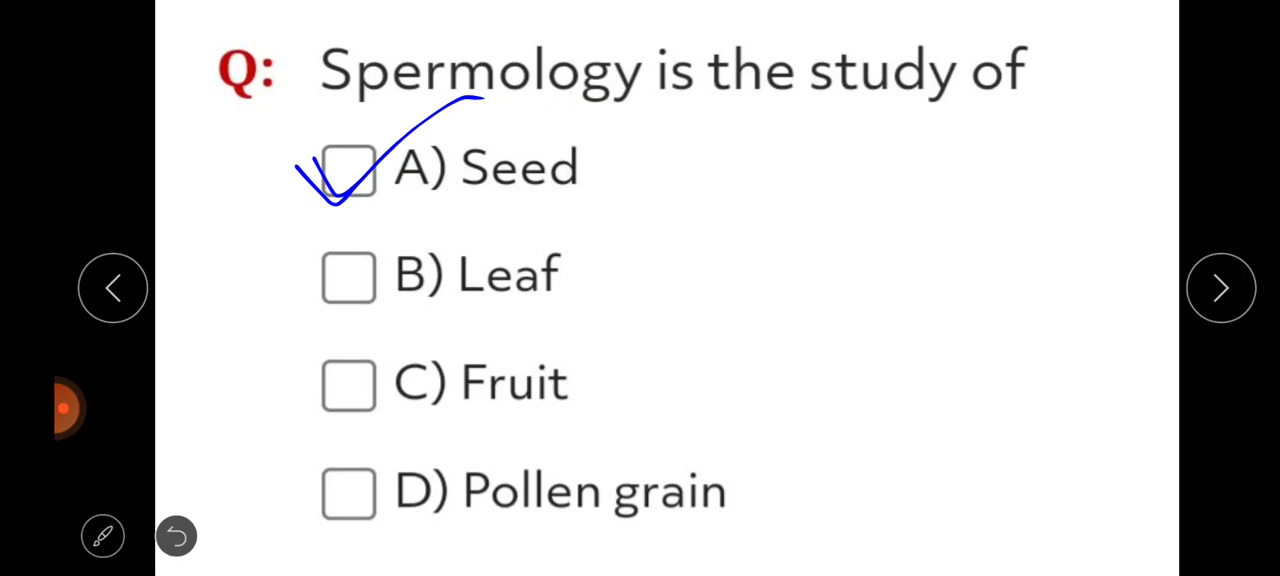 Q: Spermology is the study of
A) Seed
B) Leaf
C) Fruit
D) Pollen grain